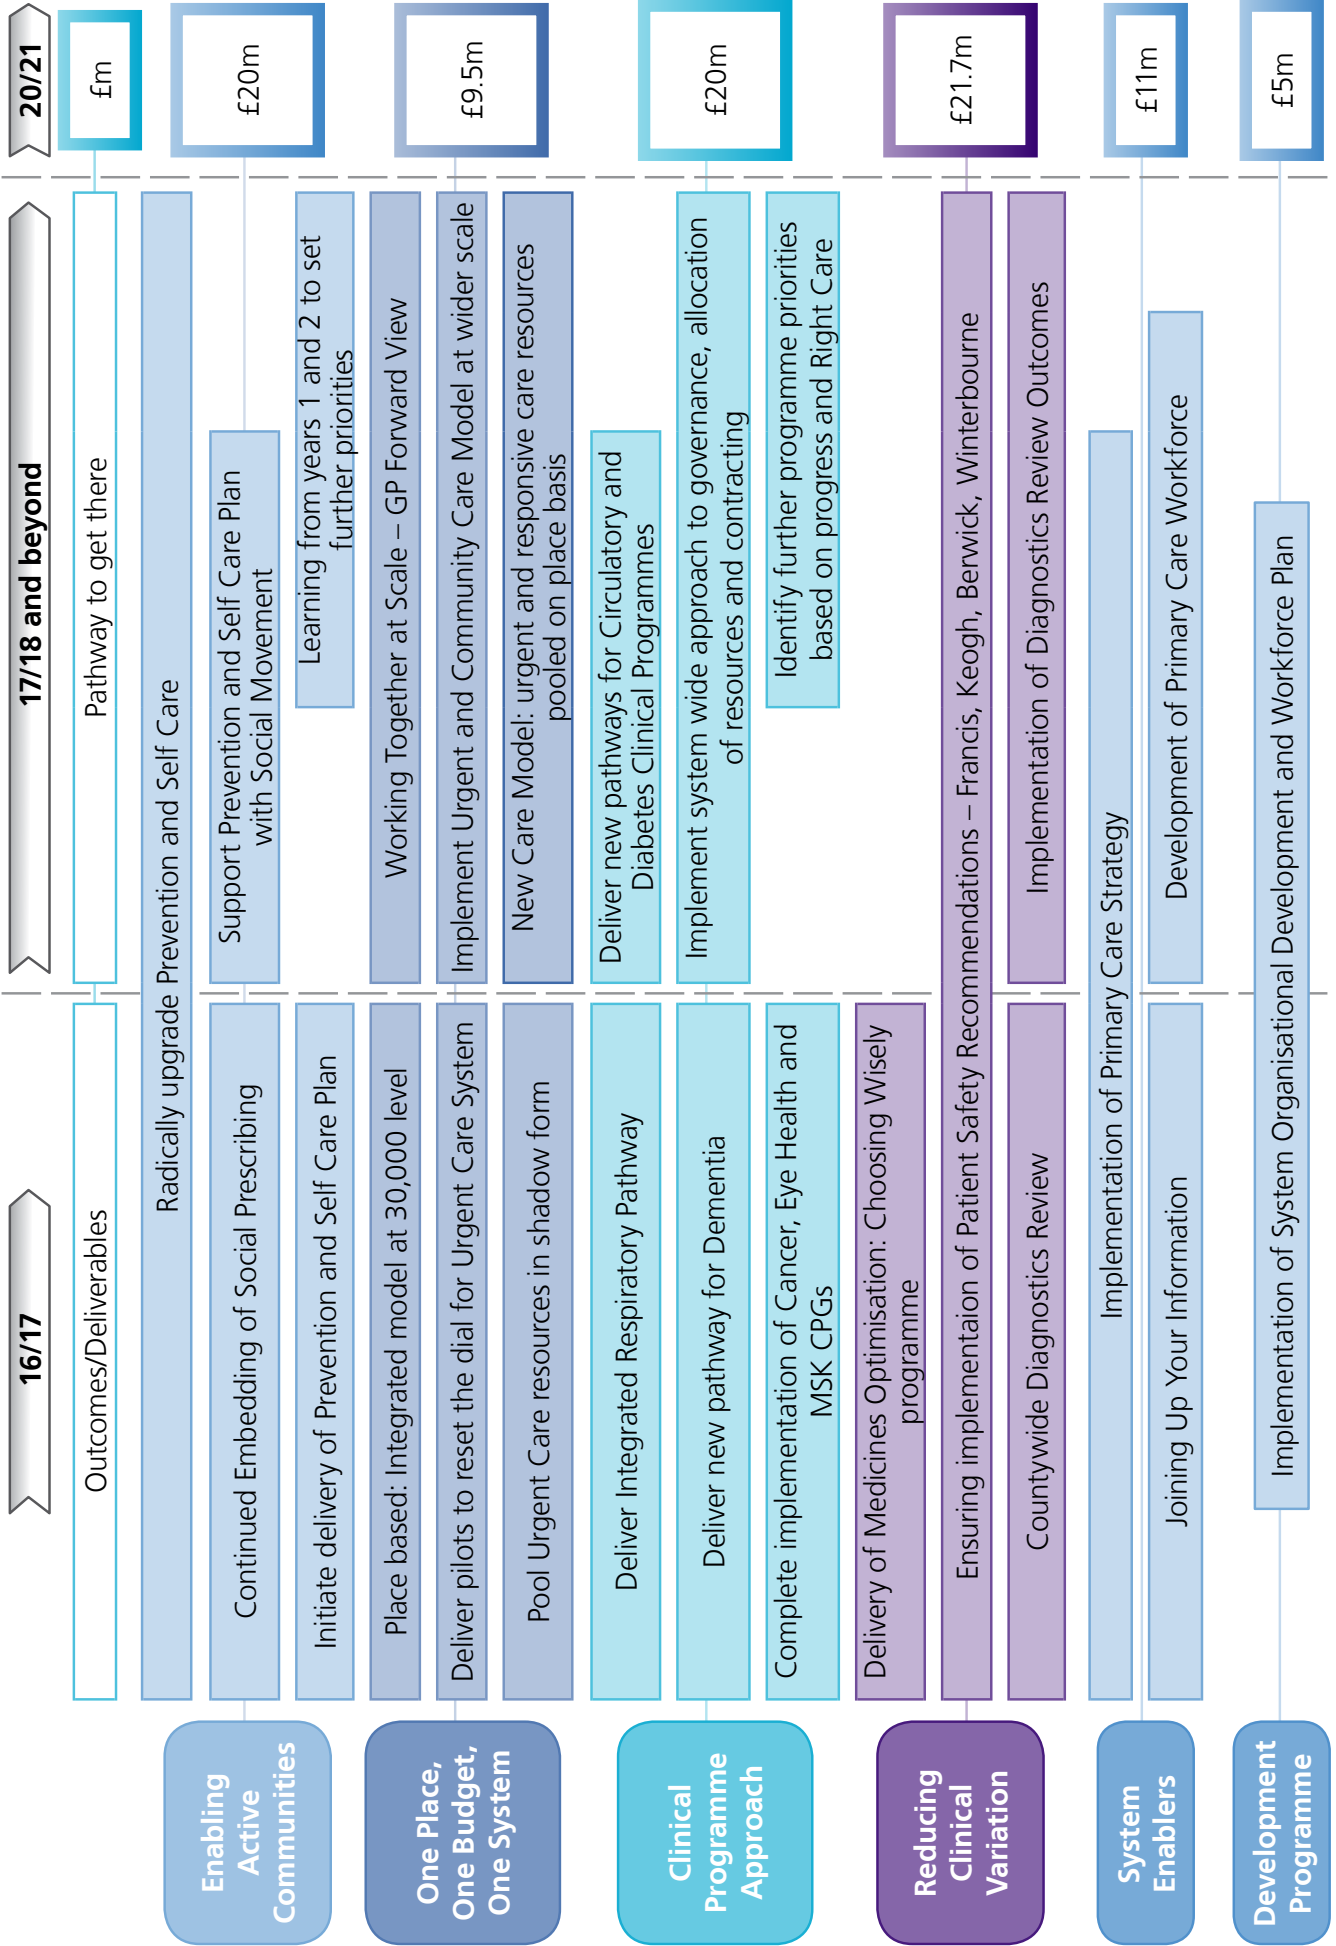 16/17
17/18 and beyond
20/21
Outcomes/Deliverables
Pathway to get there
£m
Enabling
Active
Communities
Radically upgrade Prevention and Self Care
Continued Embedding of Social Prescribing
Support Prevention and Self Care Plan
with Social Movement
Initiate delivery of Prevention and Self Care Plan
Learning from years 1 and 2 to set
further priorities
£20m
One Place,
One Budget,
One System
Place based: Integrated model at 30,000 level
Working Together at Scale – GP Forward View
Deliver pilots to reset the dial for Urgent Care System
Implement Urgent and Community Care Model at wider scale
Pool Urgent Care resources in shadow form
New Care Model: urgent and responsive care resources
pooled on place basis
£9.5m
Clinical
Programme
Approach
Deliver Integrated Respiratory Pathway
Deliver new pathways for Circulatory and
Diabetes Clinical Programmes
Deliver new pathway for Dementia
Implement system wide approach to governance, allocation
of resources and contracting
Complete implementation of Cancer, Eye Health and
MSK CPGs
Identify further programme priorities
based on progress and Right Care
£20m
Reducing
Clinical
Variation
Delivery of Medicines Optimisation: Choosing Wisely
programme
Ensuring implementaion of Patient Safety Recommendations – Francis, Keogh, Berwick, Winterbourne
Countywide Diagnostics Review
Implementation of Diagnostics Review Outcomes
£21.7m
System
Enablers
Implementation of Primary Care Strategy
Joining Up Your Information
Development of Primary Care Workforce
£11m
Development
Programme
Implementation of System Organisational Development and Workforce Plan
£5m